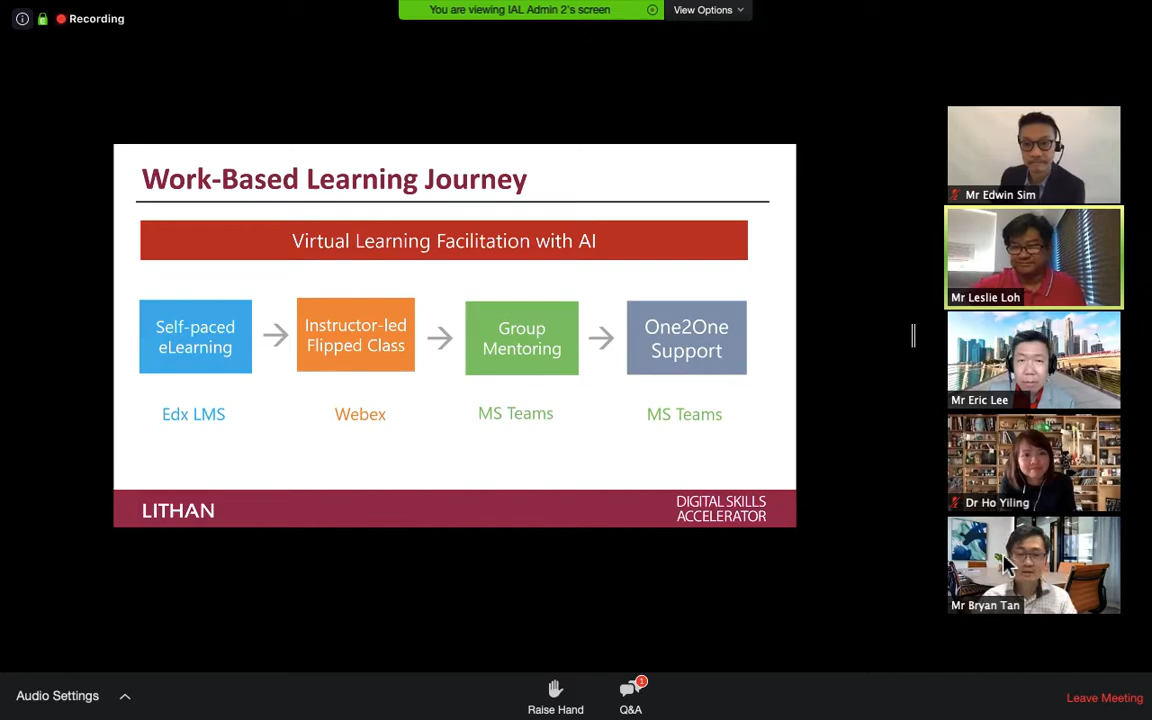 Recording
You are viewing IAL Admin 2's screen
View Options
Work-Based Learning Journey
Virtual Learning Facilitation with AI
Self-paced
eLearning
Instructor-led
Flipped Class
Group
Mentoring
One2One
Support
Edx LMS
Webex
MS Teams
MS Teams
LITHAN
DIGITAL SKILLS
ACCELERATOR
Mr Edwin Sim
Mr Leslie Loh
Mr Eric Lee
Dr Ho Yiling
Mr Bryan Tan
Audio Settings
Raise Hand
1
Q&A
Leave Meeting